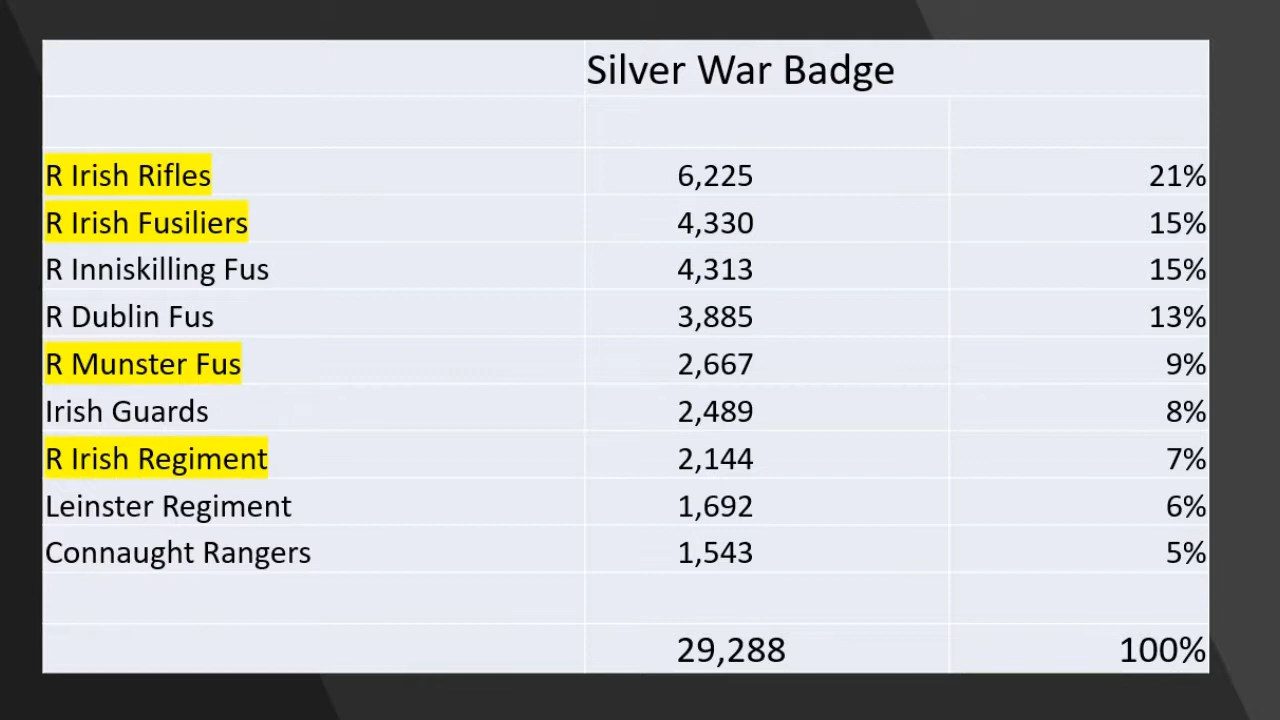 Silver War Badge
R Irish Rifles 6,225 21%
R Irish Fusiliers 4,330 15%
R Inniskilling Fus 4,313 15%
R Dublin Fus 3,885 13%
R Munster Fus 2,667 9%
Irish Guards 2,489 8%
R Irish Regiment 2,144 7%
Leinster Regiment 1,692 6%
Connaught Rangers 1,543 5%
29,288 100%